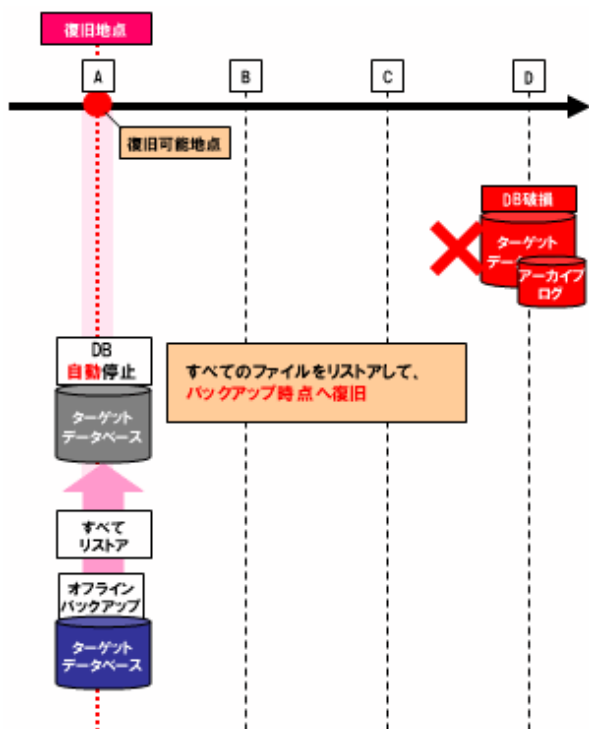 復旧地点
A
B
C
D
復旧可能地点
DB破損
ターゲット
デー
アーカイブ
ログ
DB
自動停止
すべてのファイルをリストアして、
バックアップ時点へ復旧
ターゲット
データベース
すべて
リストア
オフライン
バックアップ
ターゲット
データベース